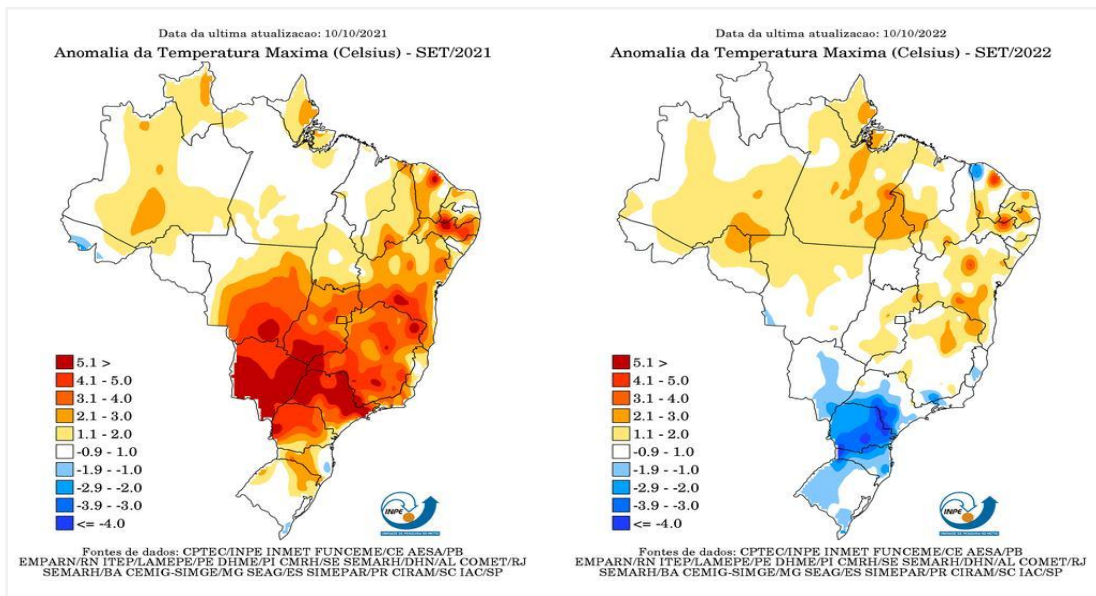 Data da ultima atualizacao: 10/10/2021
Anomalia da Temperatura Maxima (Celsius) - SET/2021
5.1 >
4.1 - 5.0
3.1 - 4.0
2.1 - 3.0
1.1 - 2.0
-0.9 - 1.0
-1.9 - -1.0
-2.9 - -2.0
-3.9 - -3.0
<= -4.0
INPE
Fontes de dados: CPTEC/INPE INMET FUNCEME/CE AESA/PB
EMPARN/RN ITEP/LAMEPE/PE DHME/PI CMRH/SE SEMARH/DHN/AL COMET/RJ
SEMARH/BA CEMIG-SIMGE/MG SEAG/ES SIMEPAR/PR CIRAM/SC IAC/SP
Data da ultima atualizacao: 10/10/2022
Anomalia da Temperatura Maxima (Celsius) - SET/2022
5.1 >
4.1 - 5.0
3.1 - 4.0
2.1 - 3.0
1.1 - 2.0
-0.9 - 1.0
-1.9 - -1.0
-2.9 - -2.0
-3.9 - -3.0
<= -4.0
INPE
Fontes de dados: CPTEC/INPE INMET FUNCEME/CE AESA/PB
EMPARN/RN ITEP/LAMEPE/PE DHME/PI CMRH/SE SEMARH/DHN/AL COMET/RJ
SEMARH/BA CEMIG-SIMGE/MG SEAG/ES SIMEPAR/PR CIRAM/SC IAC/SP